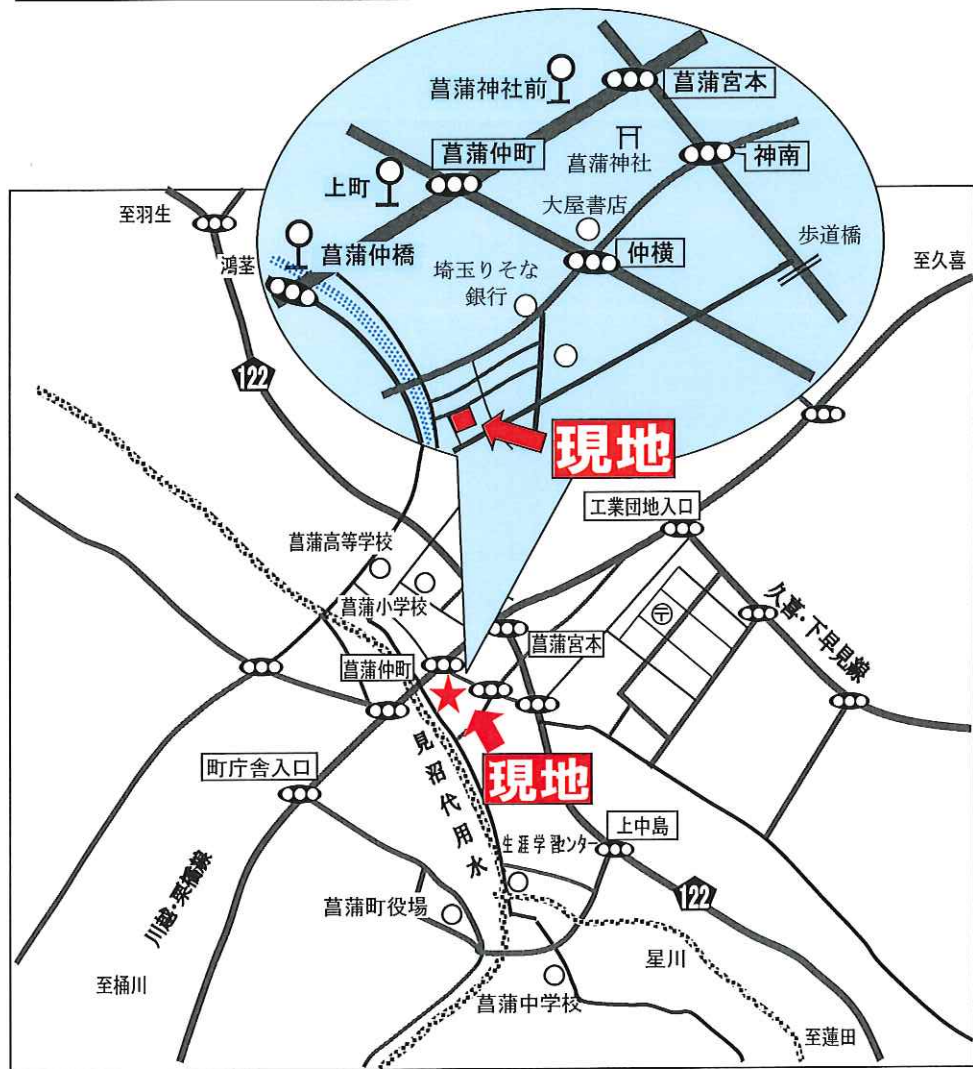 菖蒲神社前
菖蒲宮本
菖蒲仲町
菖蒲神社
神南
上町
大屋書店
仲横
歩道橋
菖蒲仲橋
埼玉りそな
銀行
現地
至羽生
鴻茎
至久喜
122
工業団地入口
菖蒲高等学校
菖蒲小学校
〒
久喜・下早見線
菖蒲仲町
菖蒲宮本
見沼代用水
現地
町庁舎入口
上中島
生涯学習センター
川越・栗橋線
菖蒲町役場
122
星川
至桶川
菖蒲中学校
至蓮田